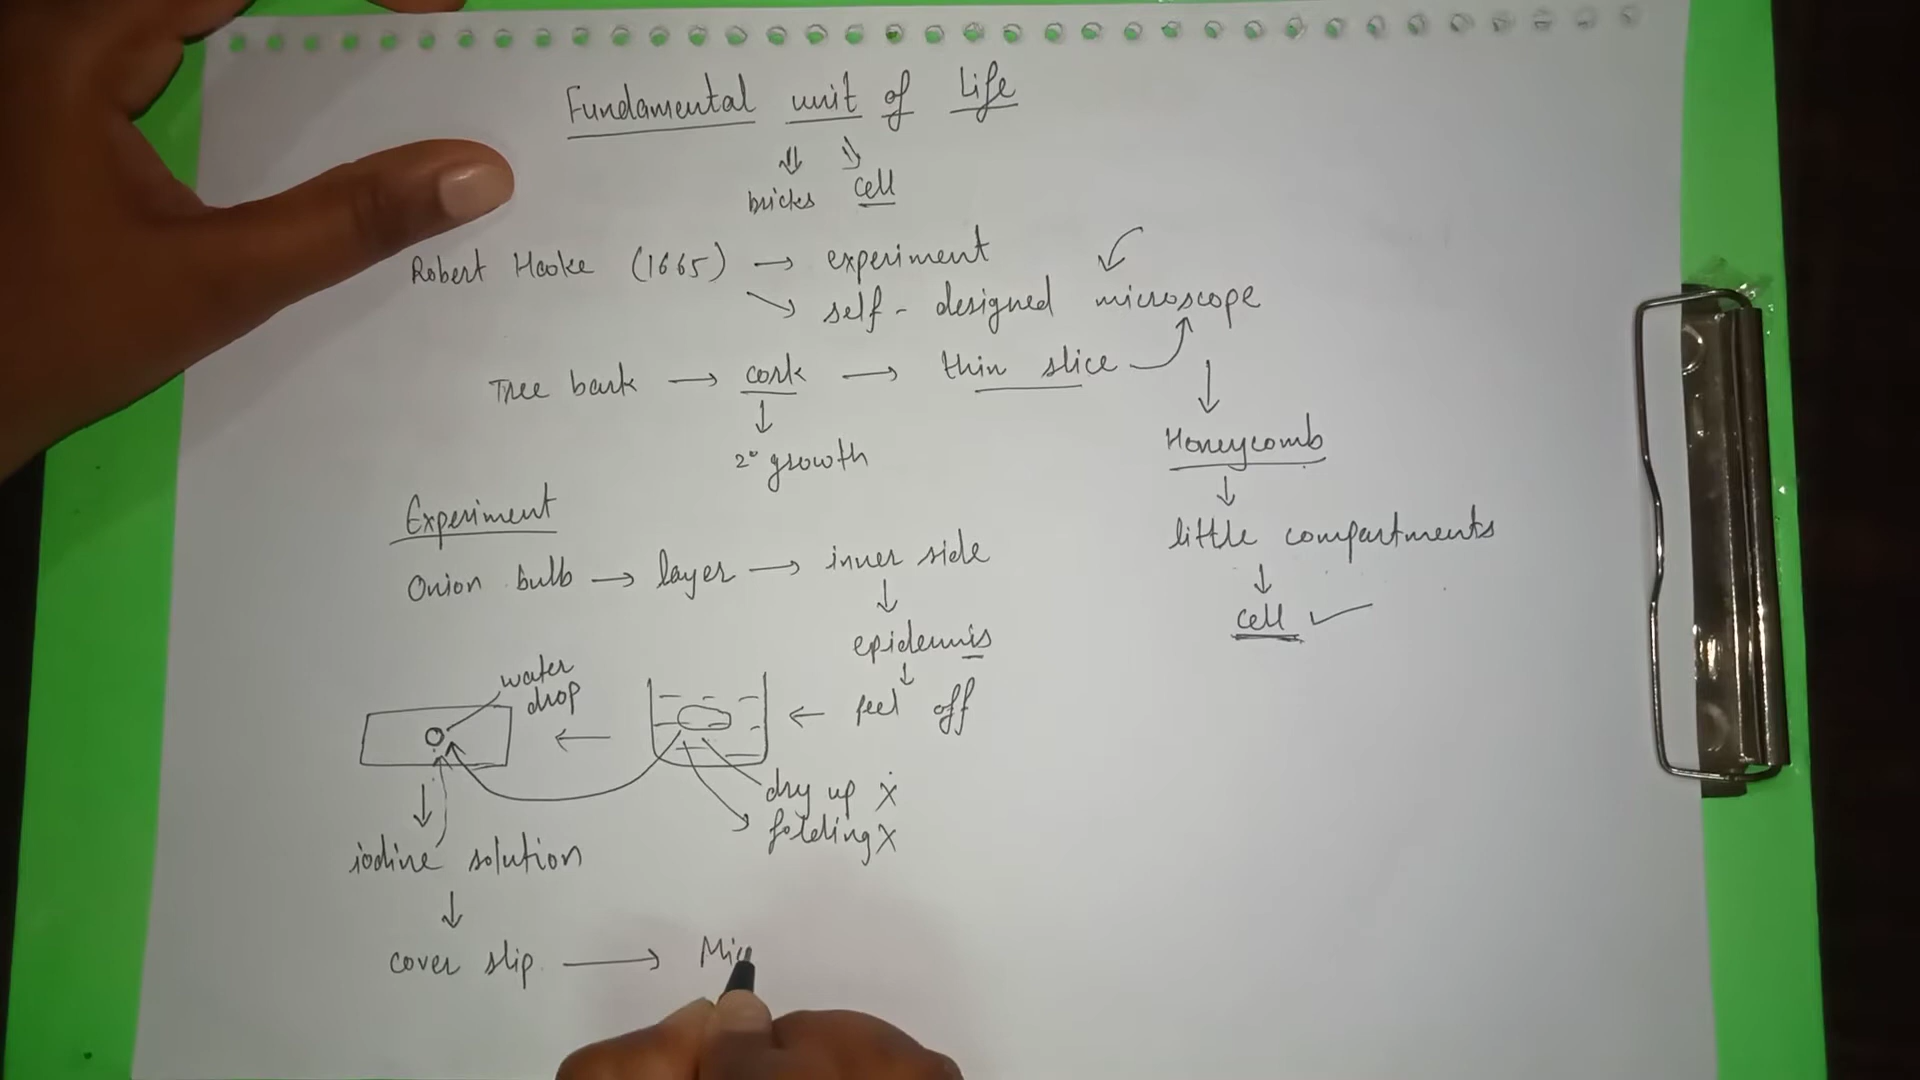 Fundamental unit of Life
bricks cell
Robert Hooke (1665) → experiment
→ self - designed microscope
Tree bark → cork → thin slice
2° growth
Honeycomb
little compartments
cell ✓
Experiment
Onion bulb → layer → inner side
epidermis
peel off
water
drop
dry up X
folding X
iodine solution
cover slip → Mic